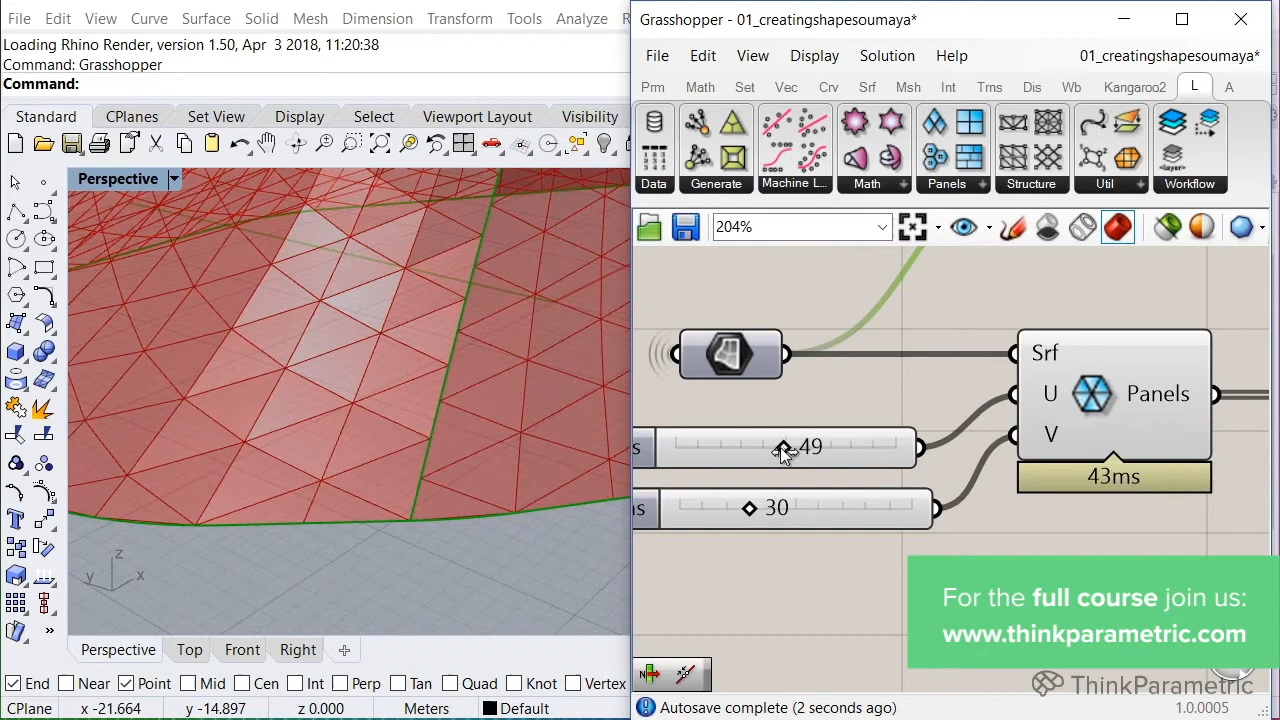 File Edit View Curve Surface Solid Mesh Dimension Transform Tools Analyze
Loading Rhino Render, version 1.50, Apr 3 2018, 11:20:38
Command: Grasshopper
Command:
Standard CPlanes Set View Display Select Viewport Layout Visibility
Perspective
z
y x
Perspective Top Front Right
End Near Point Mid Cen Int Perp Tan Quad Knot Vertex
CPlane x -21.664 y -14.897 z 0.000 Meters Default
Grasshopper - 01_creatingshapesoumaya*
File Edit View Display Solution Help 01_creatingshapesoumaya*
Prm Math Set Vec Crv Srf Msh Int Trns Dis Wb Kangaroo2 L A
Data Generate Machine L... Math Panels Structure Util Workflow
204%
Srf
U Panels
V
43ms
s 49
30
For the full course join us:
www.thinkparametric.com
ThinkParametric
Autosave complete (2 seconds ago) 1.0.0005